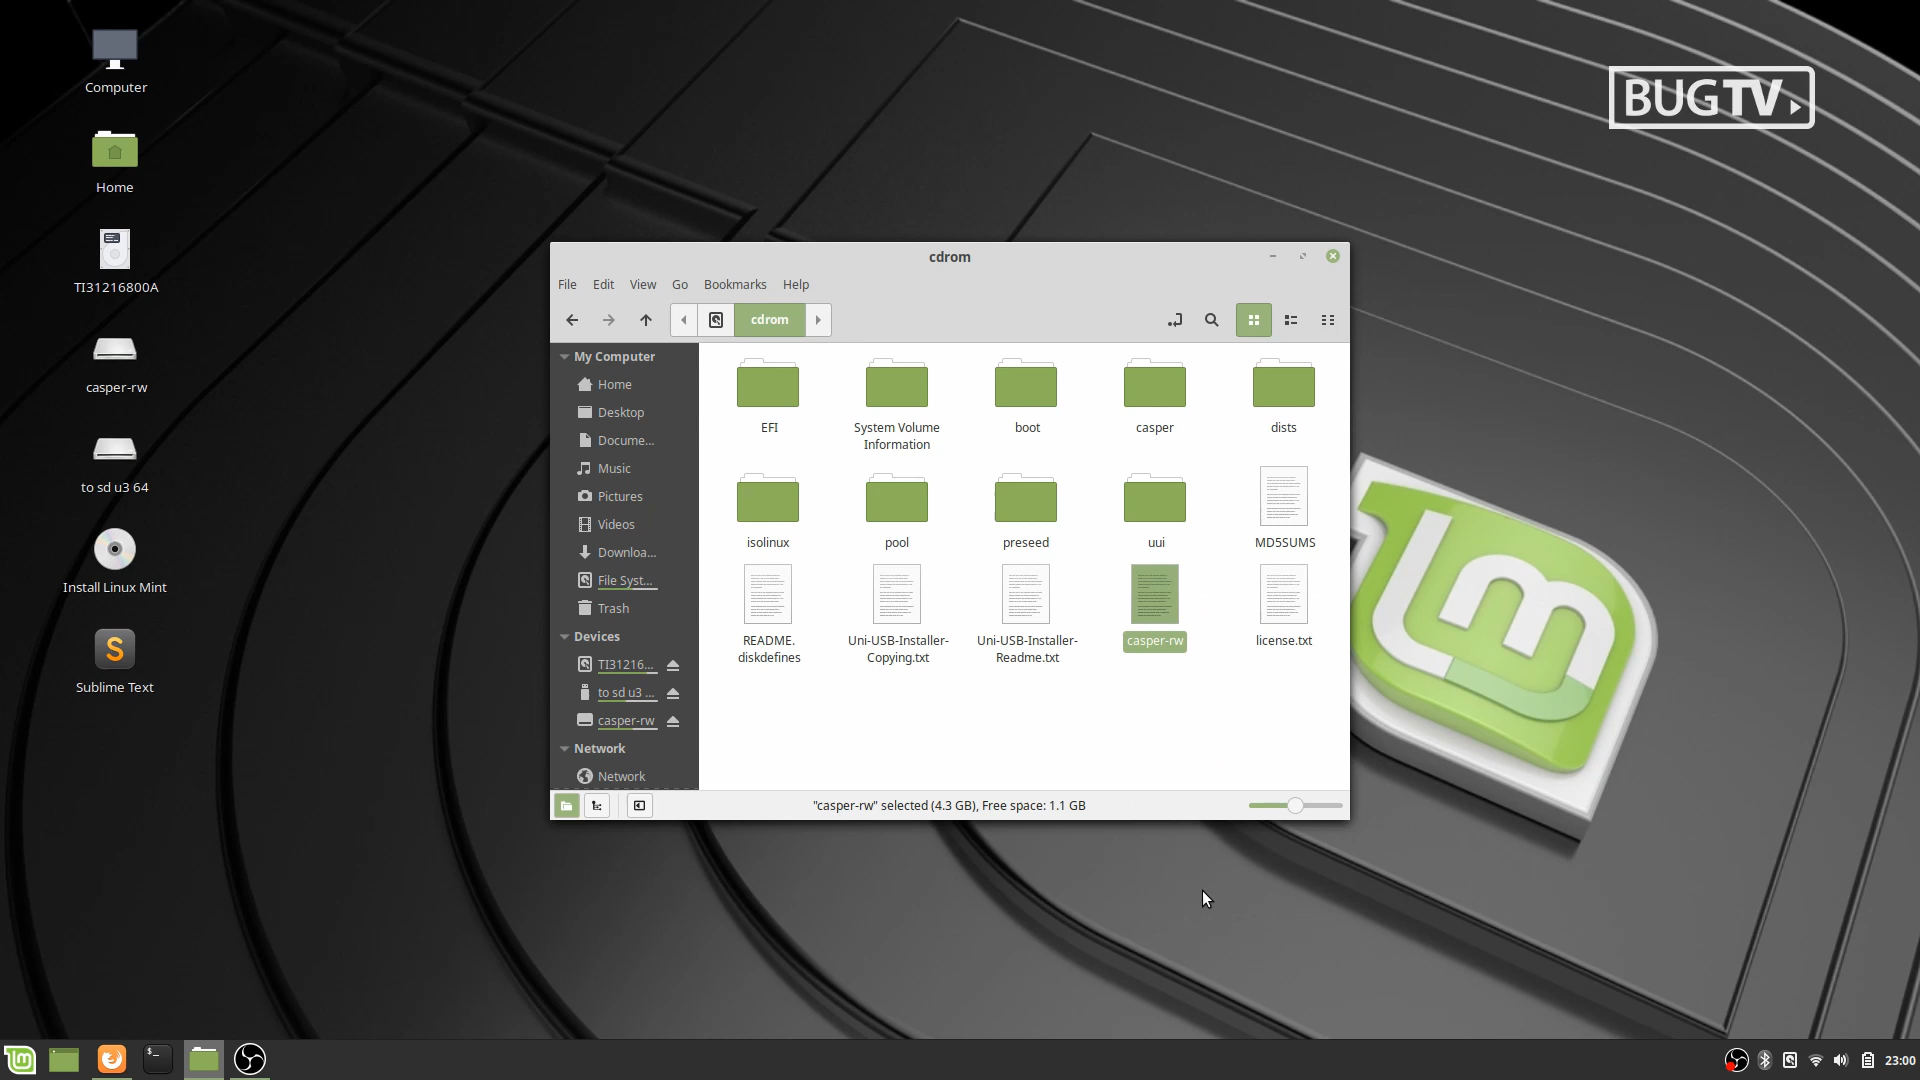 Computer
Home
TI31216800A
casper-rw
to sd u3 64
Install Linux Mint
S
Sublime Text
BUGTV
cdrom
File Edit View Go Bookmarks Help
cdrom
My Computer
Home
Desktop
Docume...
Music
Pictures
Videos
Downloa...
File Syst...
Trash
Devices
TI31216...
to sd u3 ...
casper-rw
Network
Network
EFI
System Volume
Information
boot
casper
dists
isolinux
pool
preseed
uui
MD5SUMS
README.
diskdefines
Uni-USB-Installer-
Copying.txt
Uni-USB-Installer-
Readme.txt
casper-rw
license.txt
"casper-rw" selected (4.3 GB), Free space: 1.1 GB
lm
$_
23:00